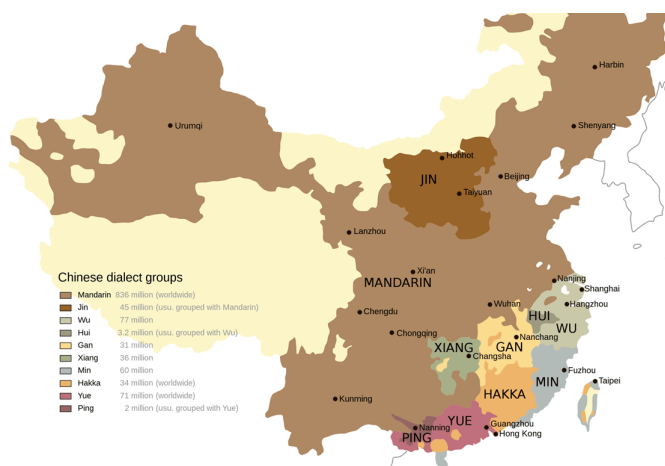 Harbin
Urumqi
Shenyang
Hohhot
JIN
Beijing
Taiyuan
Lanzhou
Xi'an
MANDARIN
Chinese dialect groups
Mandarin 836 million (worldwide)
Jin 45 million (usu. grouped with Mandarin)
Wu 77 million
Hui 3.2 million (usu. grouped with Wu)
Gan 31 million
Xiang 36 million
Min 60 million
Hakka 34 million (worldwide)
Yue 71 million (worldwide)
Ping 2 million (usu. grouped with Yue)
Nanjing
Shanghai
Wuhan
Hangzhou
Chengdu
HUI
WU
Chongqing
Nanchang
XIANG
GAN
Changsha
Fuzhou
MIN
Taipei
HAKKA
Kunming
YUE
Guangzhou
Nanning
PING
Hong Kong